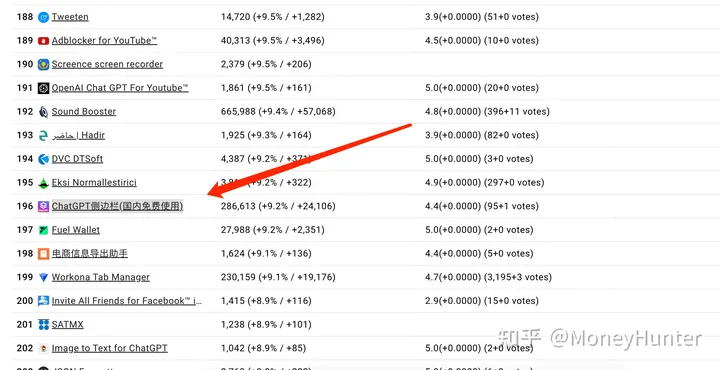 188 Tweeten 14,720 (+9.5% / +1,282) 3.9(+0.0000) (51+0 votes)
189 Adblocker for YouTube™ 40,313 (+9.5% / +3,496) 4.5(+0.0000) (10+0 votes)
190 Screence screen recorder 2,379 (+9.5% / +206)
191 OpenAI Chat GPT For Youtube™ 1,861 (+9.5% / +161) 5.0(+0.0000) (20+0 votes)
192 Sound Booster 665,988 (+9.4% / +57,068) 4.8(+0.0000) (396+11 votes)
193 حاضير | Hadir 1,925 (+9.3% / +164) 3.9(+0.0000) (82+0 votes)
194 DVC DTSoft 4,387 (+9.2% / +371) 5.0(+0.0000) (3+0 votes)
195 Eksi Normallestirici (+9.2% / +322) 4.9(+0.0000) (297+0 votes)
196 ChatGPT侧边栏(国内免费使用) 286,613 (+9.2% / +24,106) 4.4(+0.0000) (95+1 votes)
197 Fuel Wallet 27,988 (+9.2% / +2,351) 5.0(+0.0000) (2+0 votes)
198 电商信息导出助手 1,624 (+9.1% / +136) 4.4(+0.0000) (5+0 votes)
199 Workona Tab Manager 230,159 (+9.1% / +19,176) 4.7(+0.0000) (3,195+3 votes)
200 Invite All Friends for Facebook™ i... 1,415 (+8.9% / +116) 2.9(+0.0000) (15+0 votes)
201 SATMX 1,238 (+8.9% / +101)
202 Image to Text for ChatGPT 1,042 (+8.9% / +85) 5.0(+0.0000) (2+0 votes)
知乎 @MoneyHunter